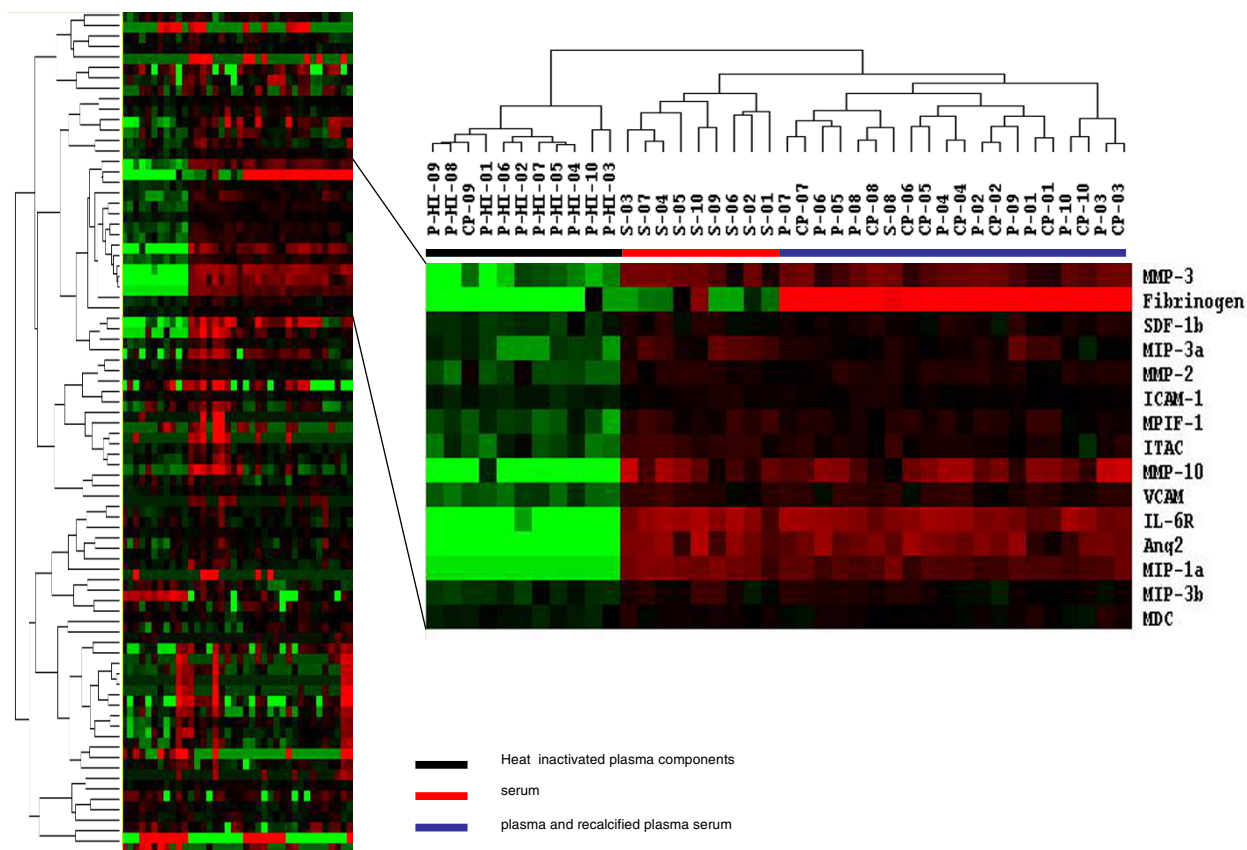 P-HI-09
P-HI-08
CP-09
P-HI-01
P-HI-06
P-HI-02
P-HI-07
P-HI-05
P-HI-04
P-HI-10
P-HI-03
S-03
S-07
S-04
S-05
S-10
S-09
S-06
S-02
S-01
P-07
CP-07
P-06
P-05
P-08
CP-08
S-08
CP-06
CP-05
P-04
CP-04
P-02
CP-02
P-09
P-01
CP-01
P-10
CP-10
P-03
CP-03
MMP-3
Fibrinogen
SDF-1b
MIP-3a
MMP-2
ICAM-1
MPIF-1
ITAC
MMP-10
VCAM
IL-6R
Ang2
MIP-1a
MIP-3b
MDC
Heat inactivated plasma components
serum
plasma and recalcified plasma serum